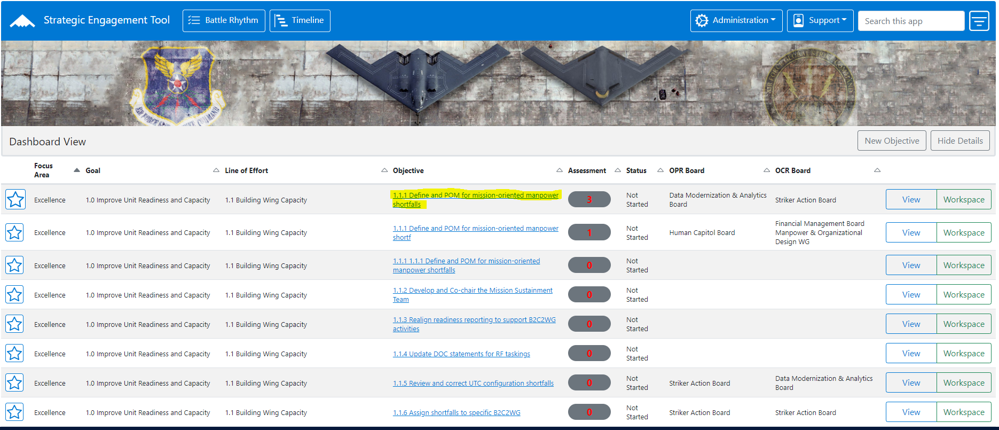 Strategic Engagement Tool
Battle Rhythm
Timeline
Administration
Support
Search this app
Dashboard View
New Objective
Hide Details
Focus
Area
Goal
Line of Effort
Objective
Assessment
Status
OPR Board
OCR Board
Excellence
1.0 Improve Unit Readiness and Capacity
1.1 Building Wing Capacity
1.1.1 Define and POM for mission-oriented manpower
shortfalls
3
Not
Started
Data Modernization & Analytics
Board
Striker Action Board
View
Workspace
Excellence
1.0 Improve Unit Readiness and Capacity
1.1 Building Wing Capacity
1.1.1 Define and POM for mission-oriented manpower
shortf
1
Not
Started
Human Capitol Board
Financial Management Board
Manpower & Organizational
Design WG
View
Workspace
Excellence
1.0 Improve Unit Readiness and Capacity
1.1 Building Wing Capacity
1.1.1 1.1.1 Define and POM for mission-oriented
manpower shortfalls
0
Not
Started
View
Workspace
Excellence
1.0 Improve Unit Readiness and Capacity
1.1 Building Wing Capacity
1.1.2 Develop and Co-chair the Mission Sustainment
Team
0
Not
Started
View
Workspace
Excellence
1.0 Improve Unit Readiness and Capacity
1.1 Building Wing Capacity
1.1.3 Realign readiness reporting to support B2C2WG
activities
0
Not
Started
View
Workspace
Excellence
1.0 Improve Unit Readiness and Capacity
1.1 Building Wing Capacity
1.1.4 Update DOC statements for RF taskings
0
Not
Started
View
Workspace
Excellence
1.0 Improve Unit Readiness and Capacity
1.1 Building Wing Capacity
1.1.5 Review and correct UTC configuration shortfalls
0
Not
Started
Striker Action Board
Data Modernization & Analytics
Board
View
Workspace
Excellence
1.0 Improve Unit Readiness and Capacity
1.1 Building Wing Capacity
1.1.6 Assign shortfalls to specific B2C2WG
0
Not
Started
Striker Action Board
Striker Action Board
View
Workspace